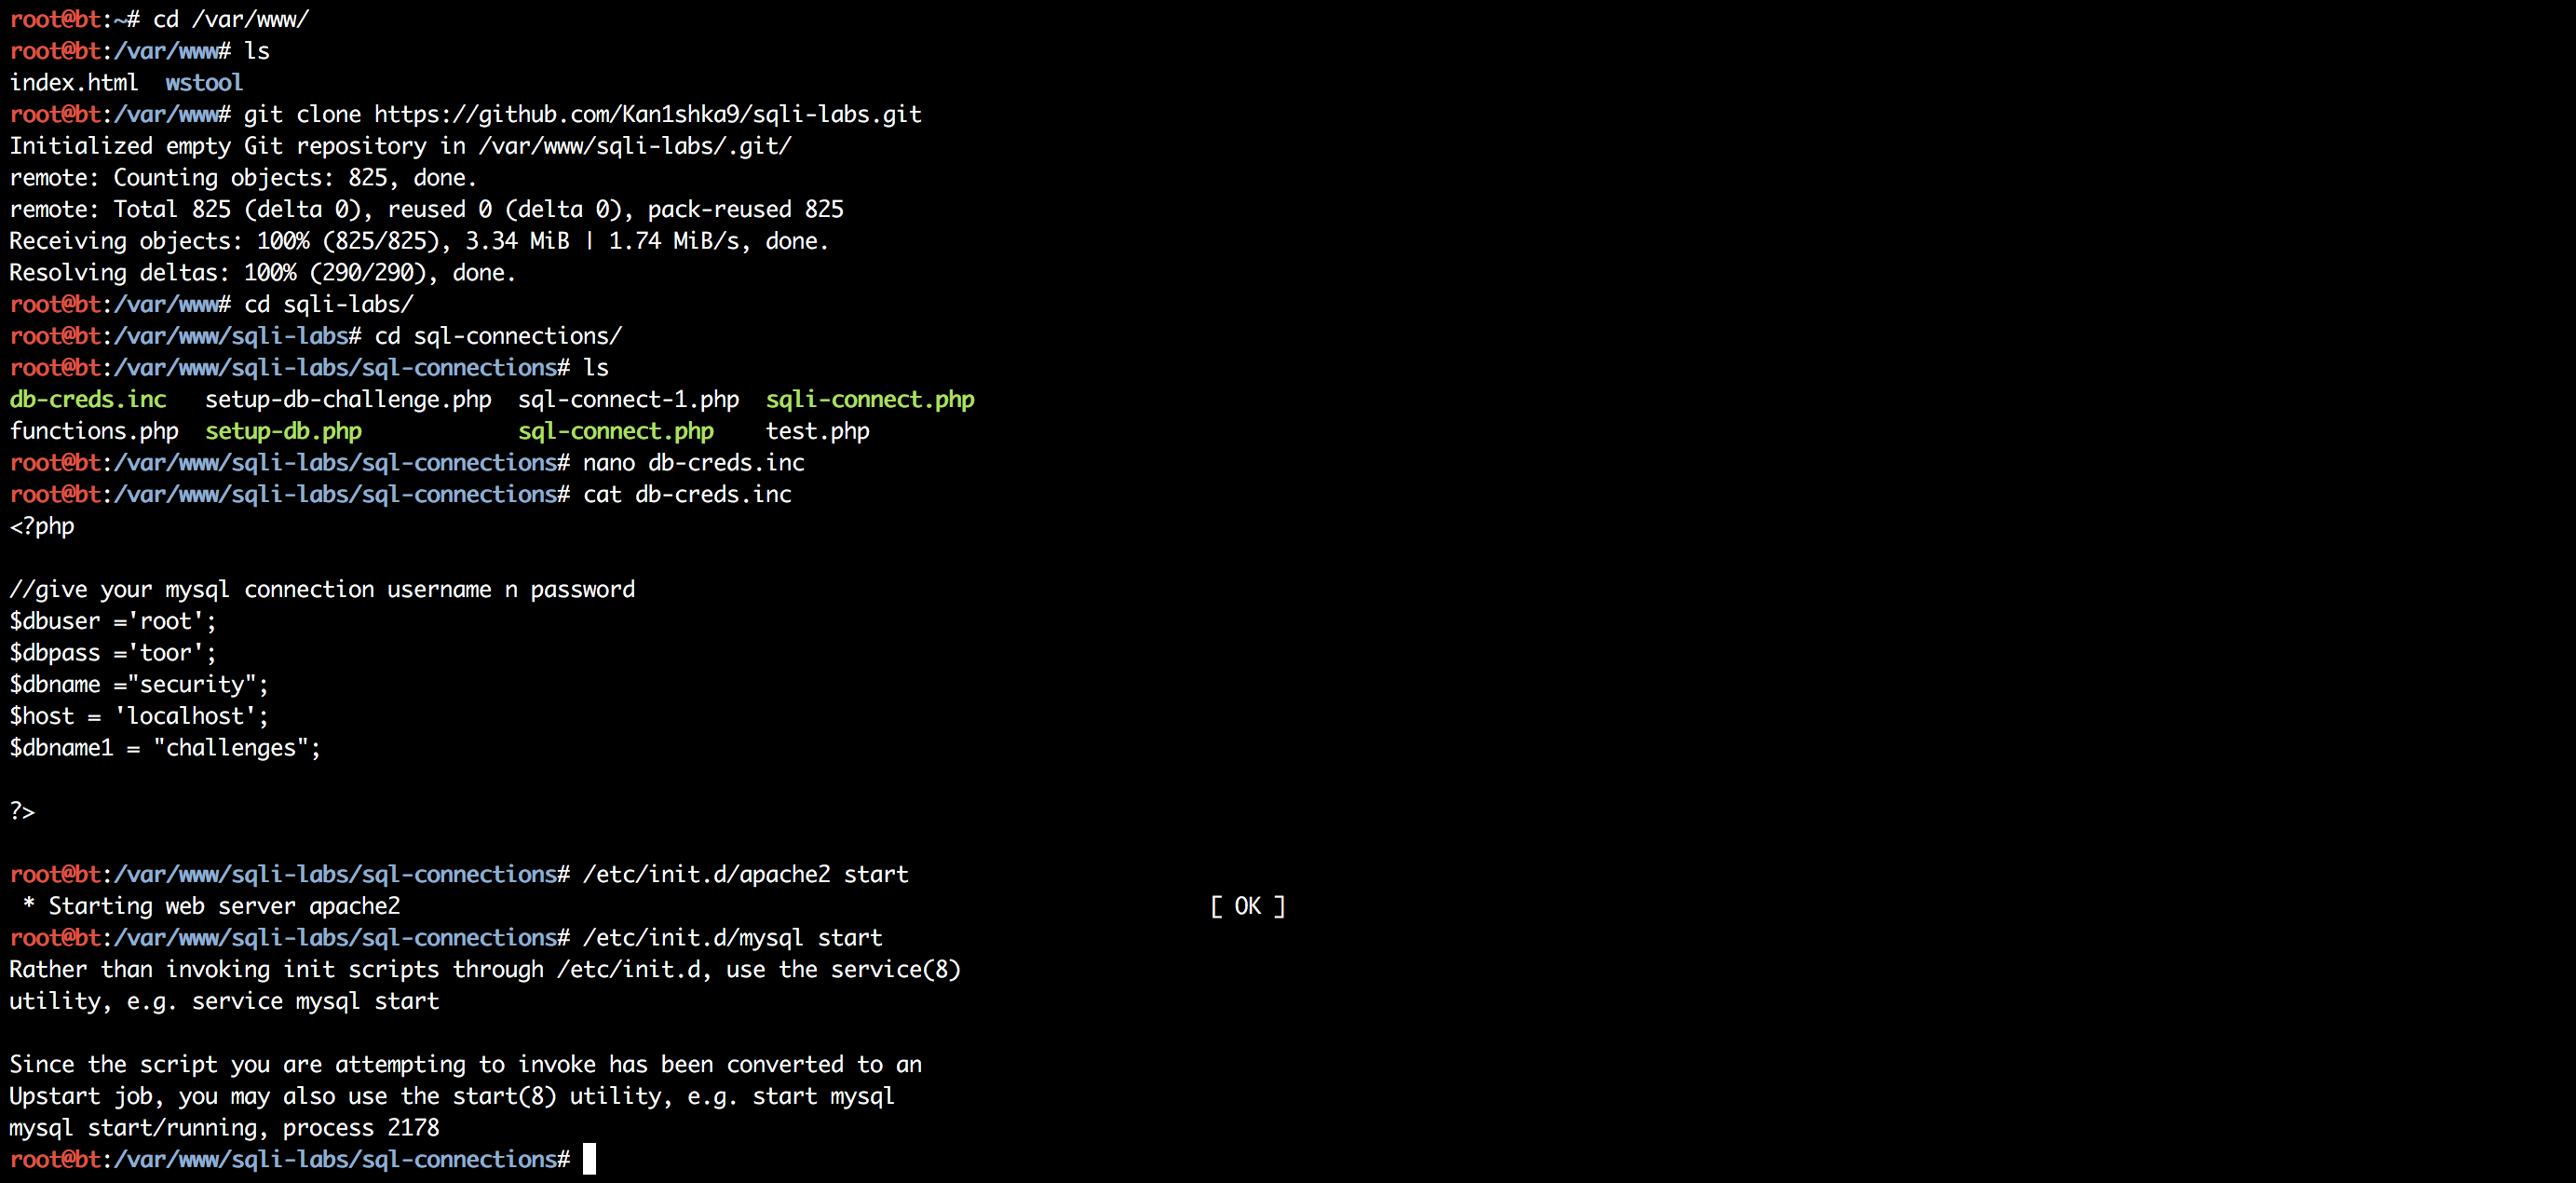 root@bt:~# cd /var/www/
root@bt:/var/www# ls
index.html  wstool
root@bt:/var/www# git clone https://github.com/Kan1shka9/sqli-labs.git
Initialized empty Git repository in /var/www/sqli-labs/.git/
remote: Counting objects: 825, done.
remote: Total 825 (delta 0), reused 0 (delta 0), pack-reused 825
Receiving objects: 100% (825/825), 3.34 MiB | 1.74 MiB/s, done.
Resolving deltas: 100% (290/290), done.
root@bt:/var/www# cd sqli-labs/
root@bt:/var/www/sqli-labs# cd sql-connections/
root@bt:/var/www/sqli-labs/sql-connections# ls
db-creds.inc   setup-db-challenge.php  sql-connect-1.php  sqli-connect.php
functions.php  setup-db.php            sql-connect.php    test.php
root@bt:/var/www/sqli-labs/sql-connections# nano db-creds.inc
root@bt:/var/www/sqli-labs/sql-connections# cat db-creds.inc
<?php

//give your mysql connection username n password
$dbuser ='root';
$dbpass ='toor';
$dbname ="security";
$host = 'localhost';
$dbname1 = "challenges";

?>

root@bt:/var/www/sqli-labs/sql-connections# /etc/init.d/apache2 start
 * Starting web server apache2                                                              [ OK ]
root@bt:/var/www/sqli-labs/sql-connections# /etc/init.d/mysql start
Rather than invoking init scripts through /etc/init.d, use the service(8)
utility, e.g. service mysql start

Since the script you are attempting to invoke has been converted to an
Upstart job, you may also use the start(8) utility, e.g. start mysql
mysql start/running, process 2178
root@bt:/var/www/sqli-labs/sql-connections#